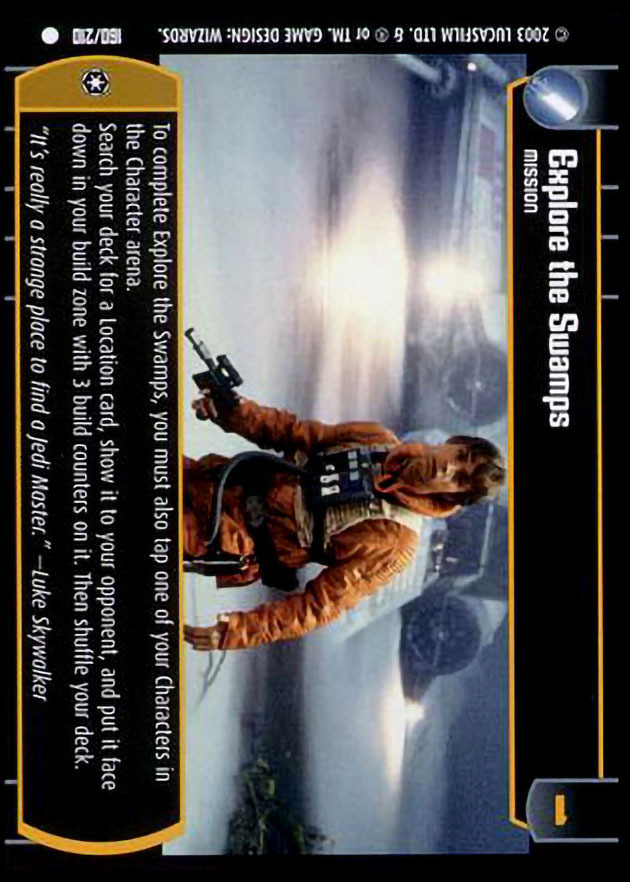 Explore the Swamps
MISSION
1
To complete Explore the Swamps, you must also tap one of your Characters in
the Character arena.
Search your deck for a location card, show it to your opponent, and put it face
down in your build zone with 3 build counters on it. Then shuffle your deck.
"It's really a strange place to find a Jedi Master." —Luke Skywalker
© 2003 LUCASFILM LTD. & ® or TM. GAME DESIGN: WIZARDS.
160/210